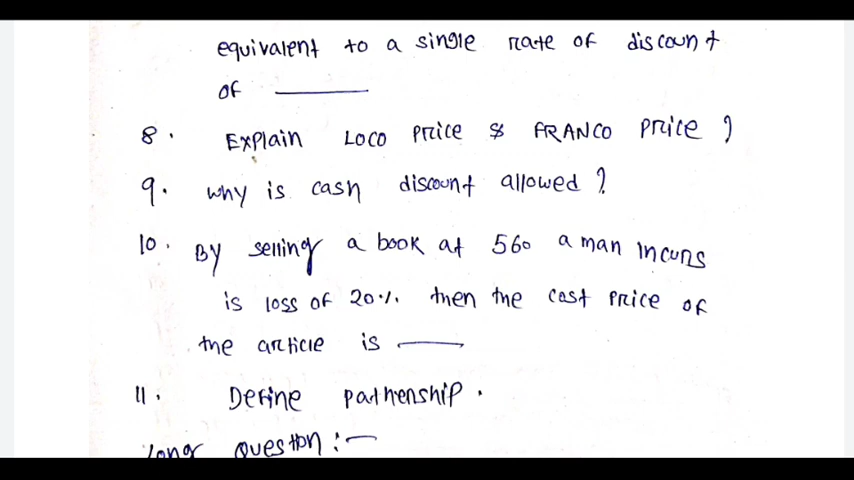 equivalent to a single rate of discount
of ______
8. Explain LOCO Price & FRANCO Price ?
9. why is cash discount allowed ?
10. By selling a book at 560 a man incurs
is loss of 20% then the cost price of
the article is ______
11. Define partnership.
Long Question :-